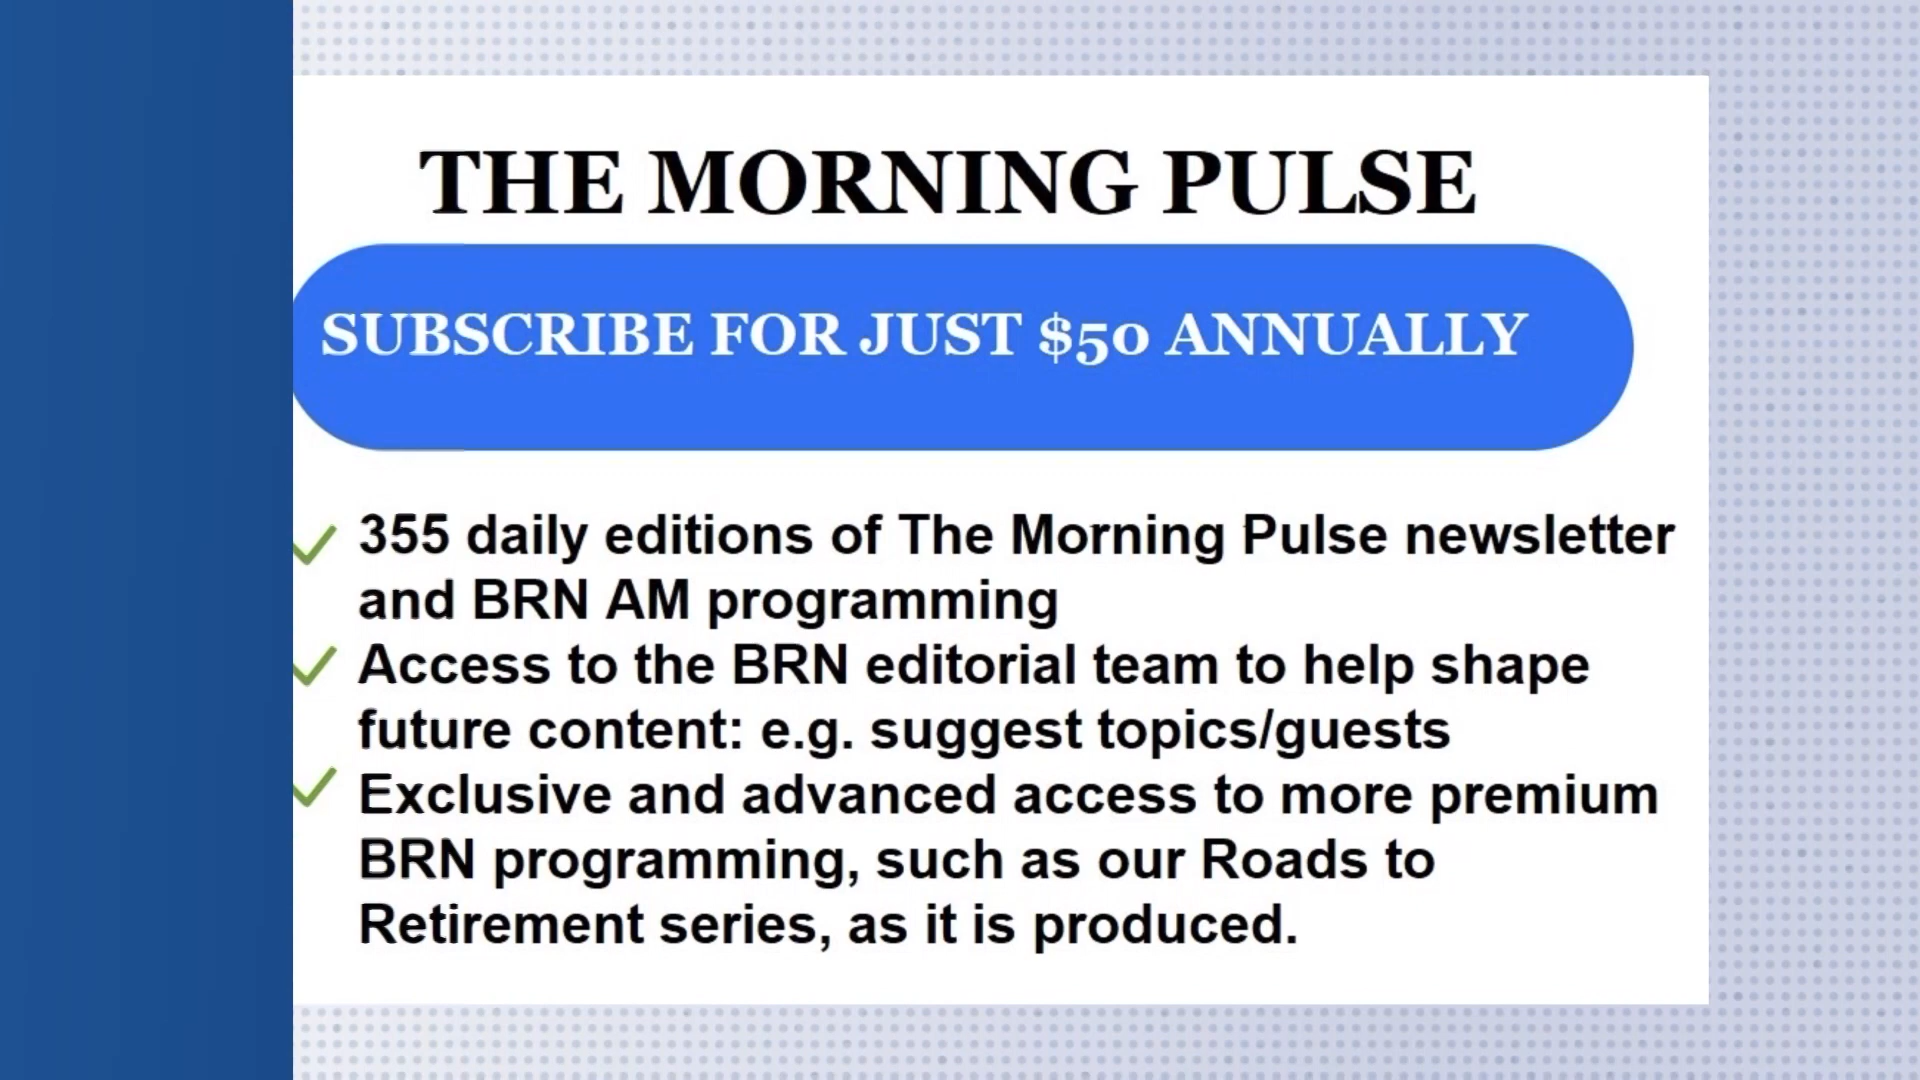 THE MORNING PULSE
SUBSCRIBE FOR JUST $50 ANNUALLY
355 daily editions of The Morning Pulse newsletter
and BRN AM programming
Access to the BRN editorial team to help shape
future content: e.g. suggest topics/guests
Exclusive and advanced access to more premium
BRN programming, such as our Roads to
Retirement series, as it is produced.